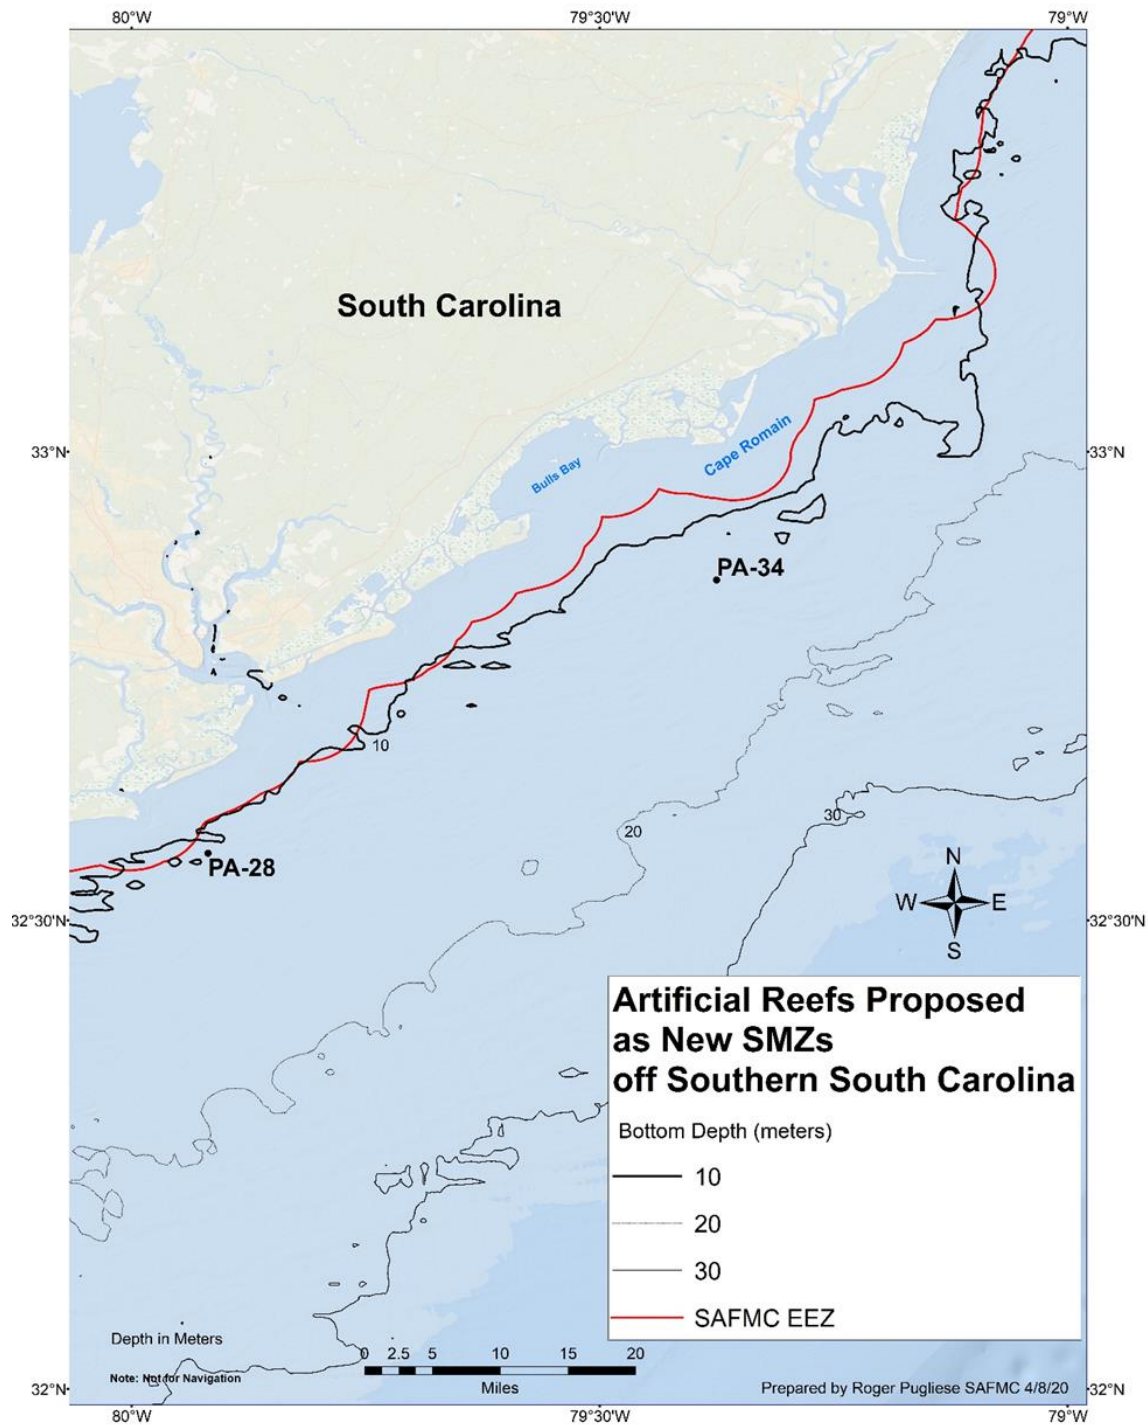 80°W 79°30'W 79°W
South Carolina
33°N 33°N
Cape Romain
Bulls Bay
PA-34
10
30
20
PA-28
N
W E
S
32°30'N 32°30'N
Artificial Reefs Proposed
as New SMZs
off Southern South Carolina
Bottom Depth (meters)
10
20
30
SAFMC EEZ
Depth in Meters
0 2.5 5 10 15 20
Miles
Note: Not for Navigation
32°N 32°N
Prepared by Roger Pugliese SAFMC 4/8/20
80°W 79°30'W 79°W